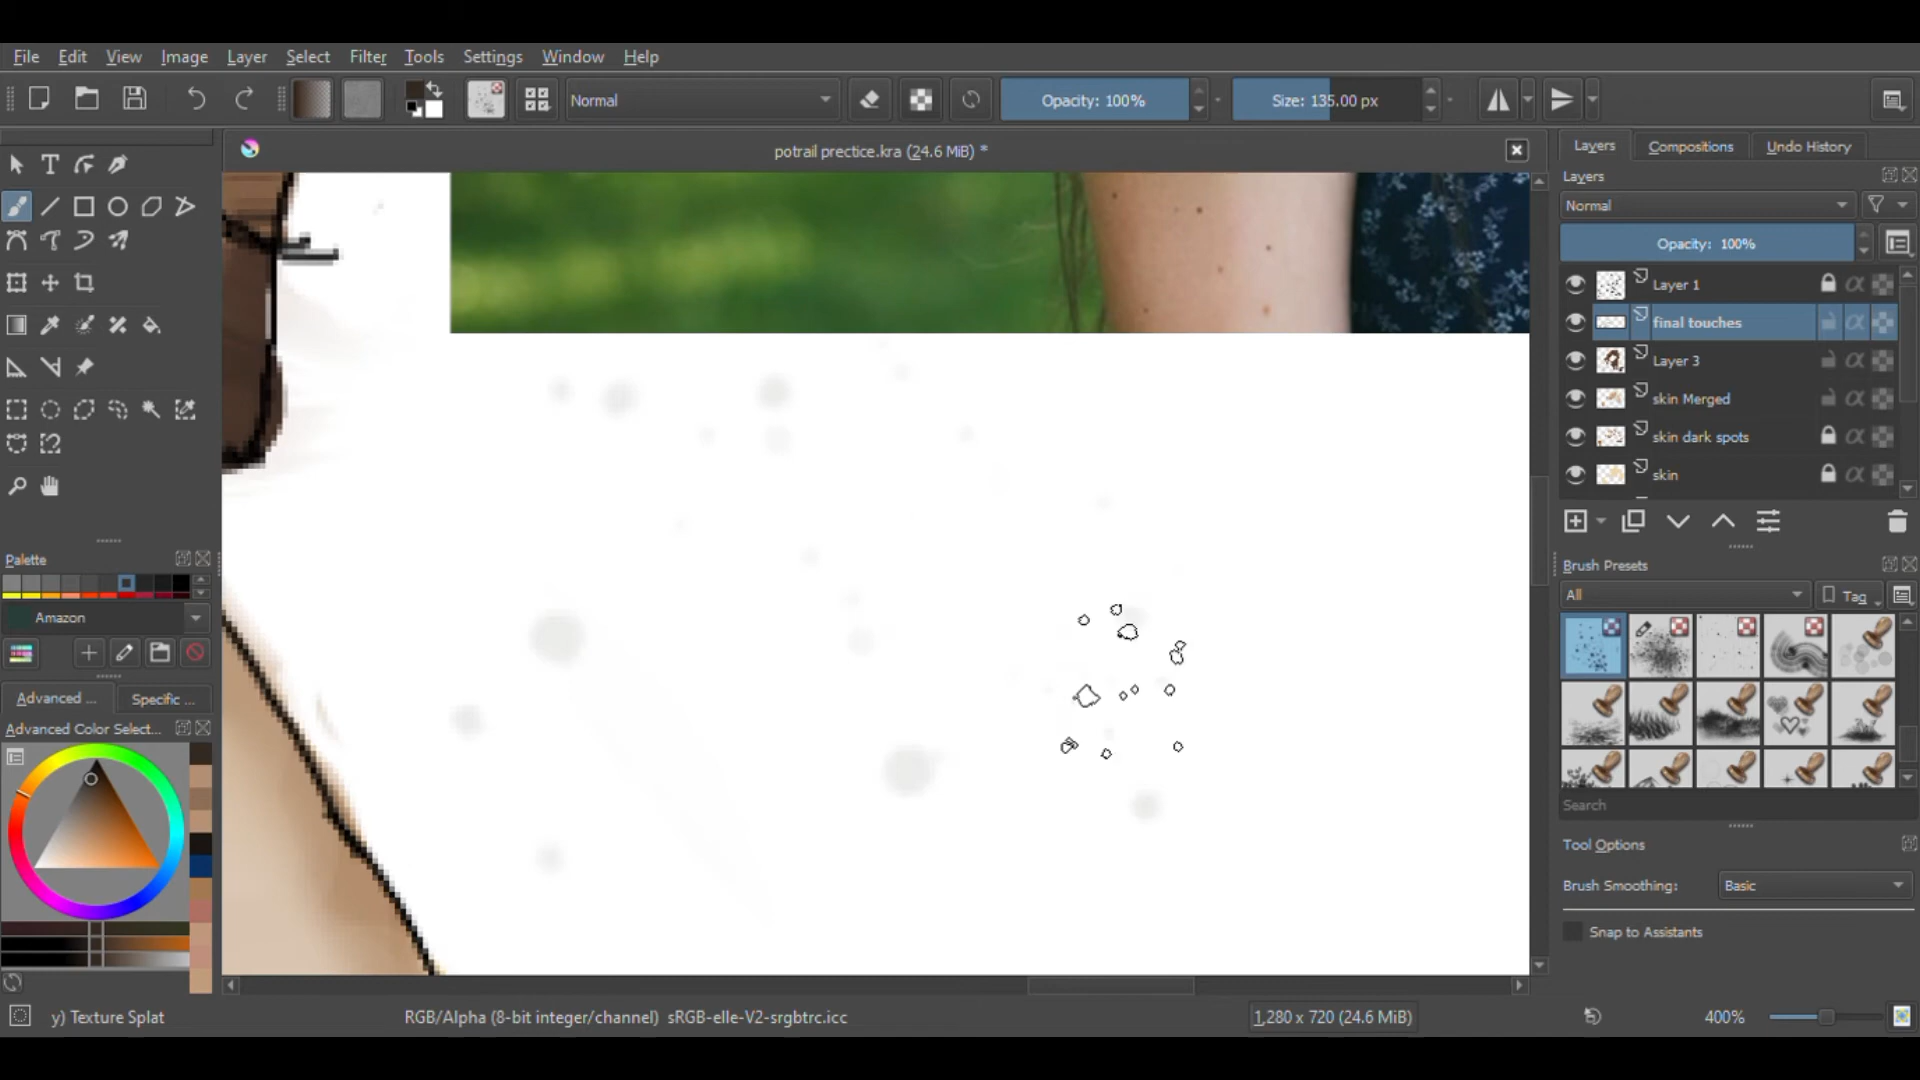 File Edit View Image Layer Select Filter Tools Settings Window Help
Normal Opacity: 100% Size: 135.00 px
potrail prectice.kra (24.6 MiB) *
Layers Compositions Undo History
Layers
Normal
Opacity: 100%
Layer 1
final touches
Layer 3
skin Merged
skin dark spots
skin
Palette
Amazon
Advanced ... Specific ...
Advanced Color Select...
Brush Presets
All Tag
Search
Tool Options
Brush Smoothing: Basic
Snap to Assistants
y) Texture Splat RGB/Alpha (8-bit integer/channel) sRGB-elle-V2-srgbtrc.icc 1,280 x 720 (24.6 MiB) 400%